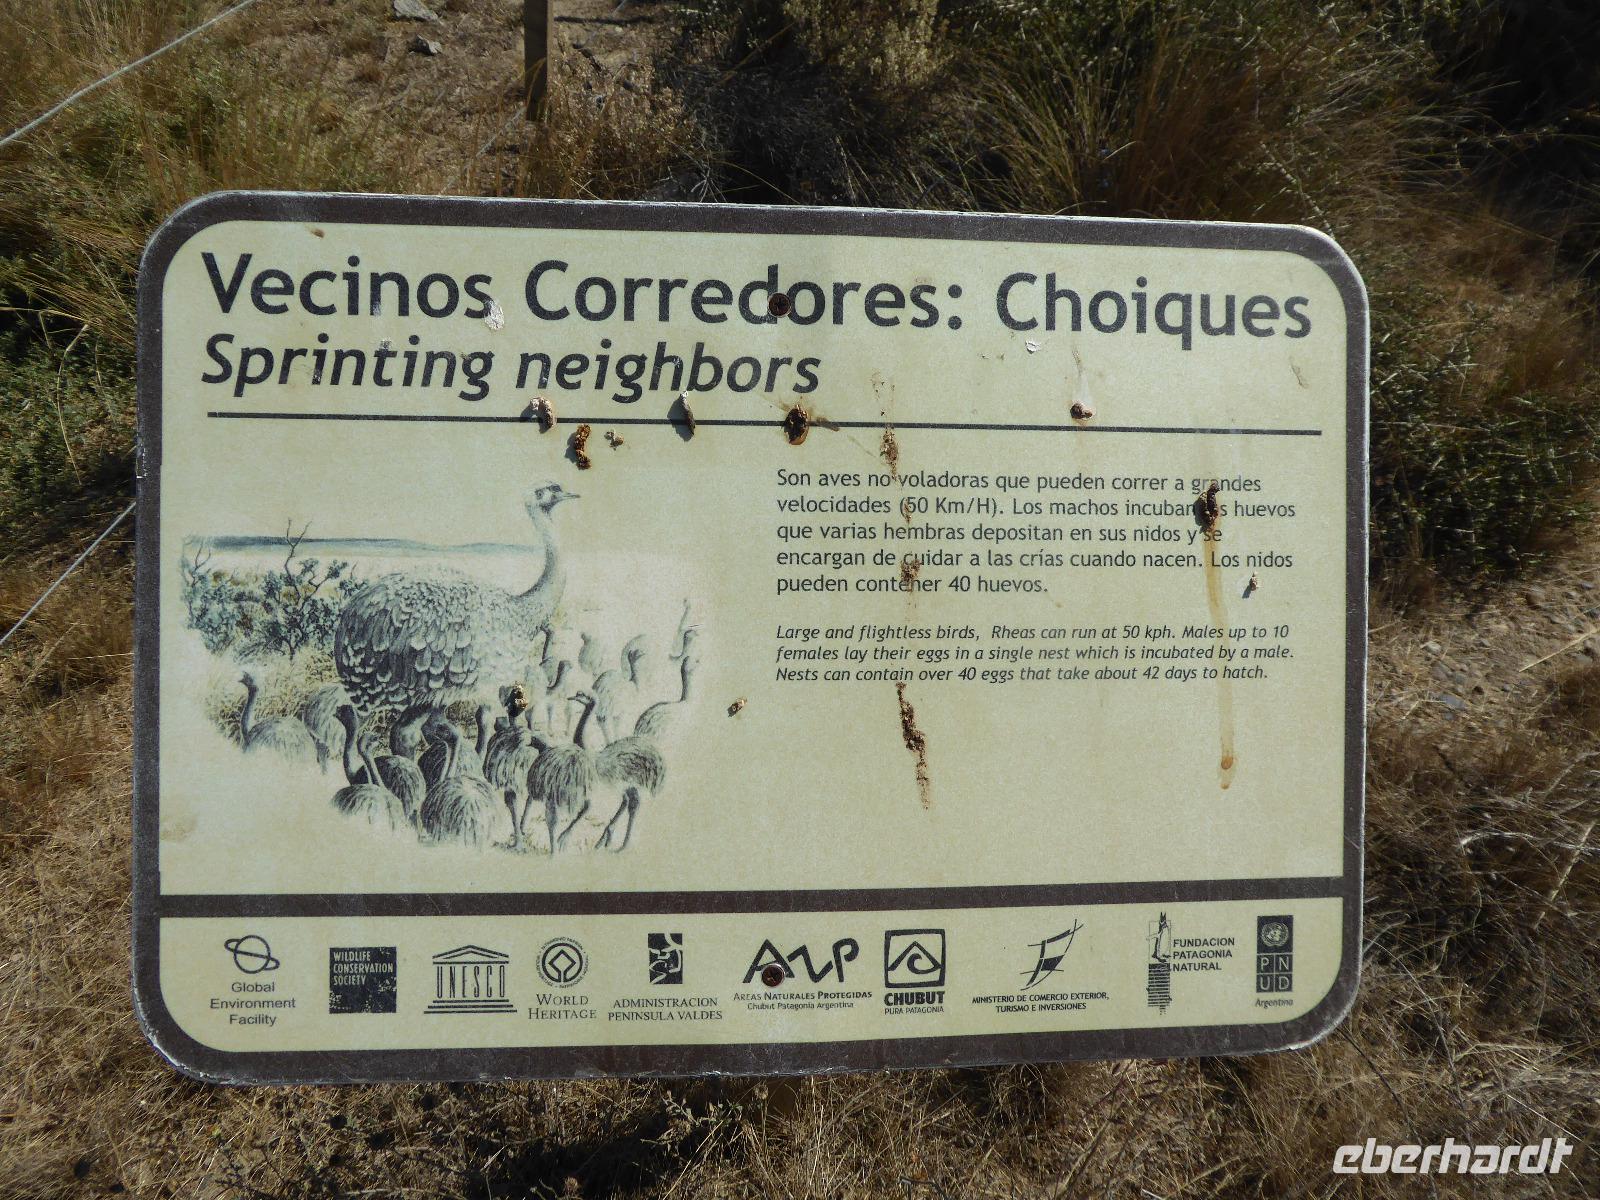 Vecinos Corredores: Choiques
Sprinting neighbors
Son aves no voladoras que pueden correr a grandes
velocidades (50 Km/H). Los machos incuban los huevos
que varias hembras depositan en sus nidos y se
encargan de cuidar a las crías cuando nacen. Los nidos
pueden contener 40 huevos.
Large and flightless birds, Rheas can run at 50 kph. Males up to 10
females lay their eggs in a single nest which is incubated by a male.
Nests can contain over 40 eggs that take about 42 days to hatch.
Global
Environment
Facility
WILDLIFE
CONSERVATION
SOCIETY
UNESCO
WORLD
HERITAGE
ADMINISTRACION
PENINSULA VALDES
ANP
AREAS NATURALES PROTEGIDAS
Chubut Patagonia Argentina
CHUBUT
PURA PATAGONIA
MINISTERIO DE COMERCIO EXTERIOR,
TURISMO E INVERSIONES
FUNDACION
PATAGONIA
NATURAL
PN
UD
Argentina
eberhardt